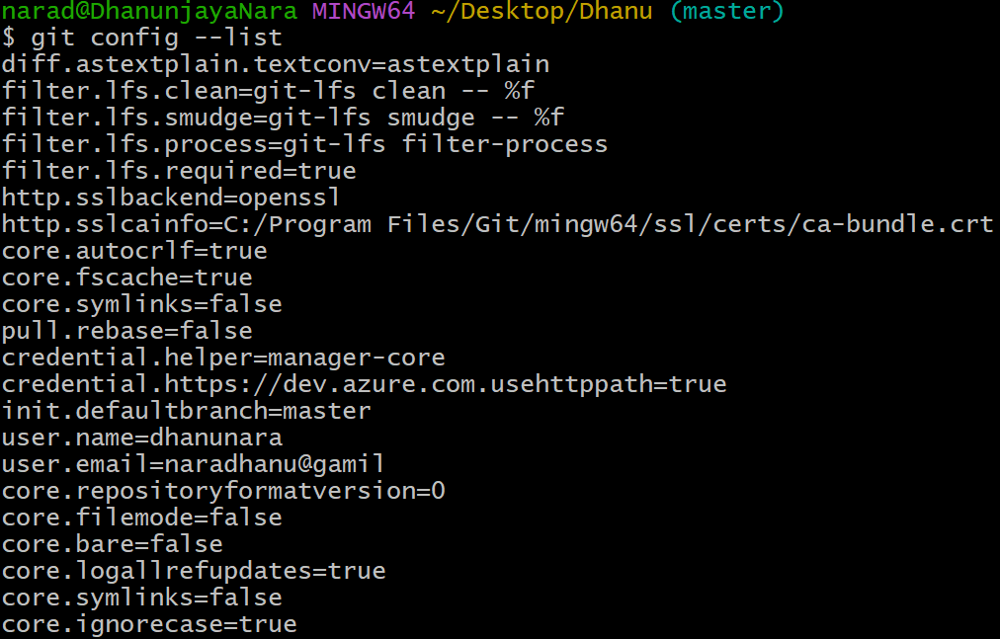 narad@DhanunjayaNara MINGW64 ~/Desktop/Dhanu (master)
$ git config --list
diff.astextplain.textconv=astextplain
filter.lfs.clean=git-lfs clean -- %f
filter.lfs.smudge=git-lfs smudge -- %f
filter.lfs.process=git-lfs filter-process
filter.lfs.required=true
http.sslbackend=openssl
http.sslcainfo=C:/Program Files/Git/mingw64/ssl/certs/ca-bundle.crt
core.autocrlf=true
core.fscache=true
core.symlinks=false
pull.rebase=false
credential.helper=manager-core
credential.https://dev.azure.com.usehttppath=true
init.defaultbranch=master
user.name=dhanunara
user.email=naradhanu@gamil
core.repositoryformatversion=0
core.filemode=false
core.bare=false
core.logallrefupdates=true
core.symlinks=false
core.ignorecase=true